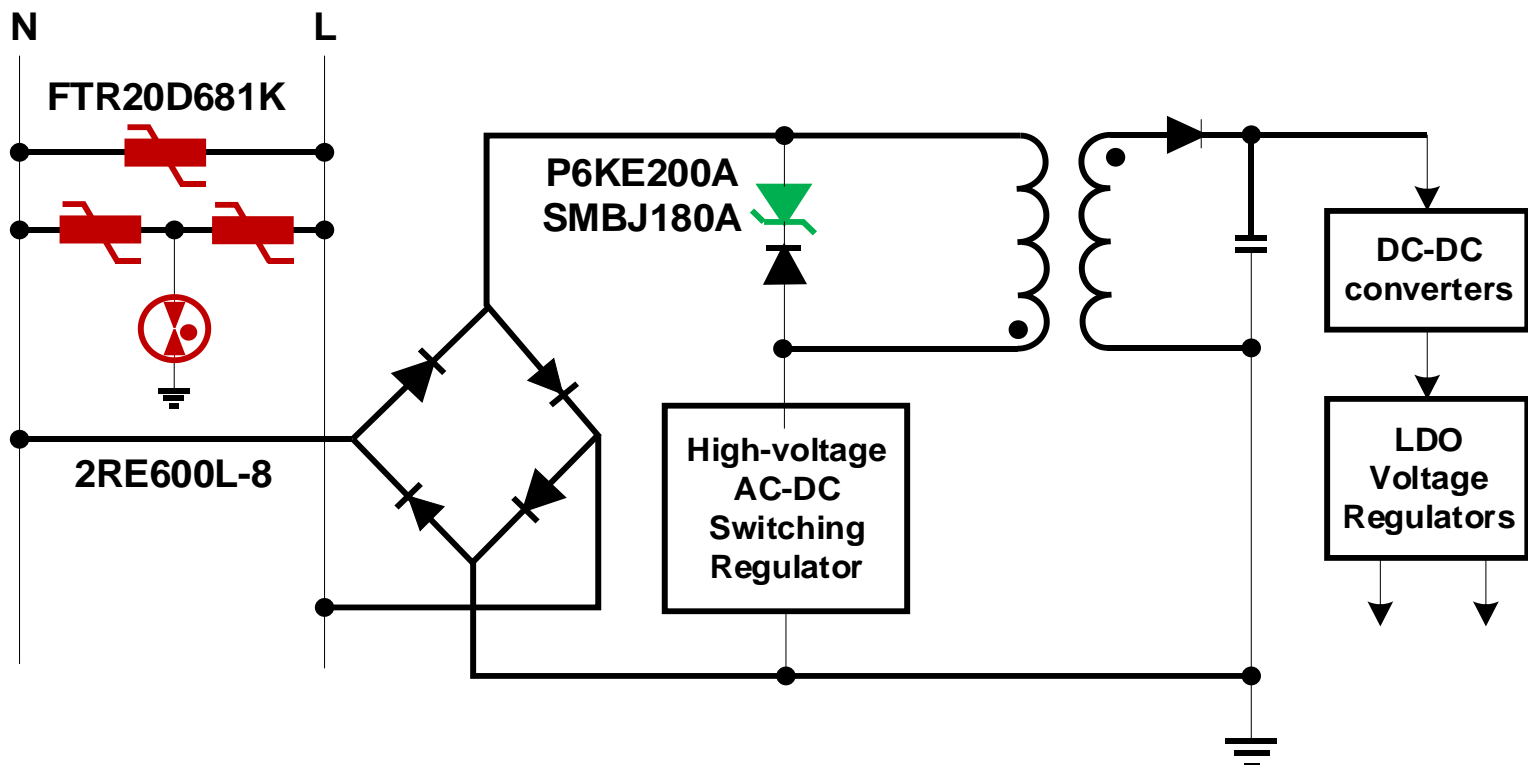 N
L
FTR20D681K
P6KE200A
SMBJ180A
2RE600L-8
High-voltage
AC-DC
Switching
Regulator
DC-DC
converters
LDO
Voltage
Regulators